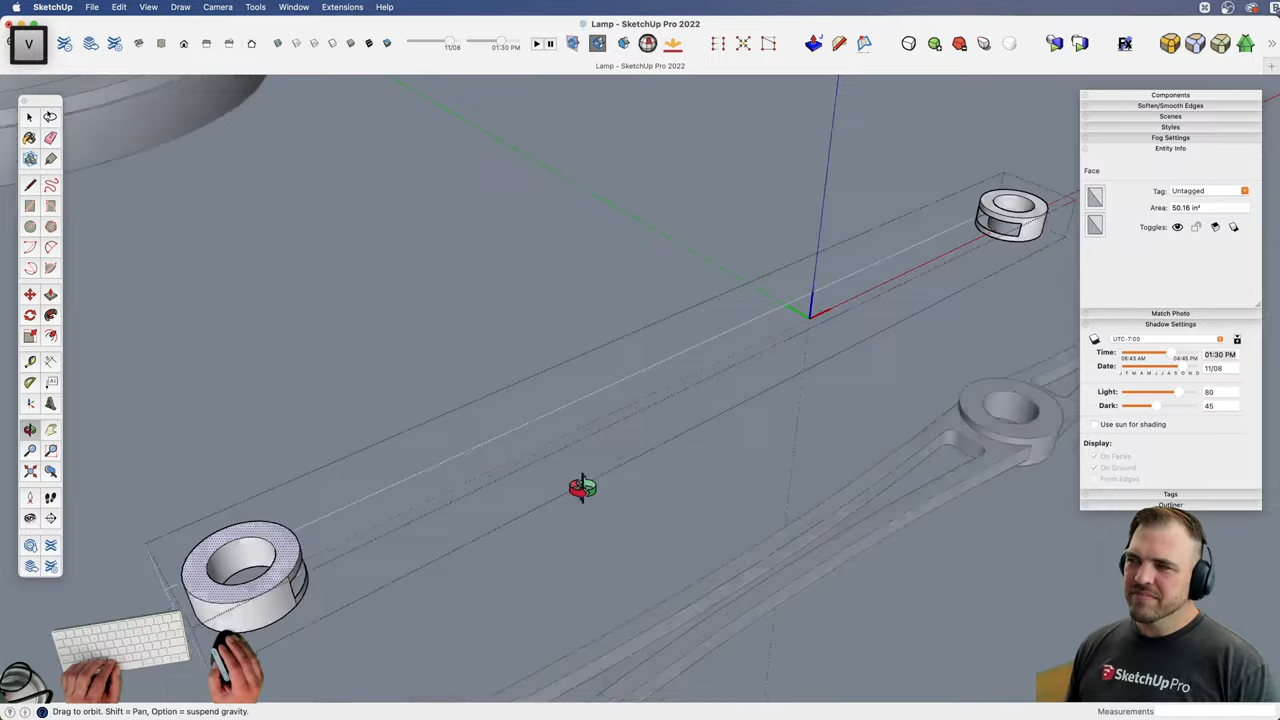 SketchUp File Edit View Draw Camera Tools Window Extensions Help
Lamp - SketchUp Pro 2022
V
11/08
01:30 PM
Lamp - SketchUp Pro 2022
Components
Soften/Smooth Edges
Scenes
Styles
Fog Settings
Entity Info
Face
Tag: Untagged
Area: 50.16 in²
Toggles:
Match Photo
Shadow Settings
UTC-7:00
Time: 01:30 PM
06:43 AM 04:45 PM
Date: 11/08
J F M A M J J A S O N D
Light: 80
Dark: 45
Use sun for shading
Display:
On Faces
On Ground
From Edges
Tags
Outliner
SketchUp Pro
Drag to orbit. Shift = Pan, Option = suspend gravity.
Measurements